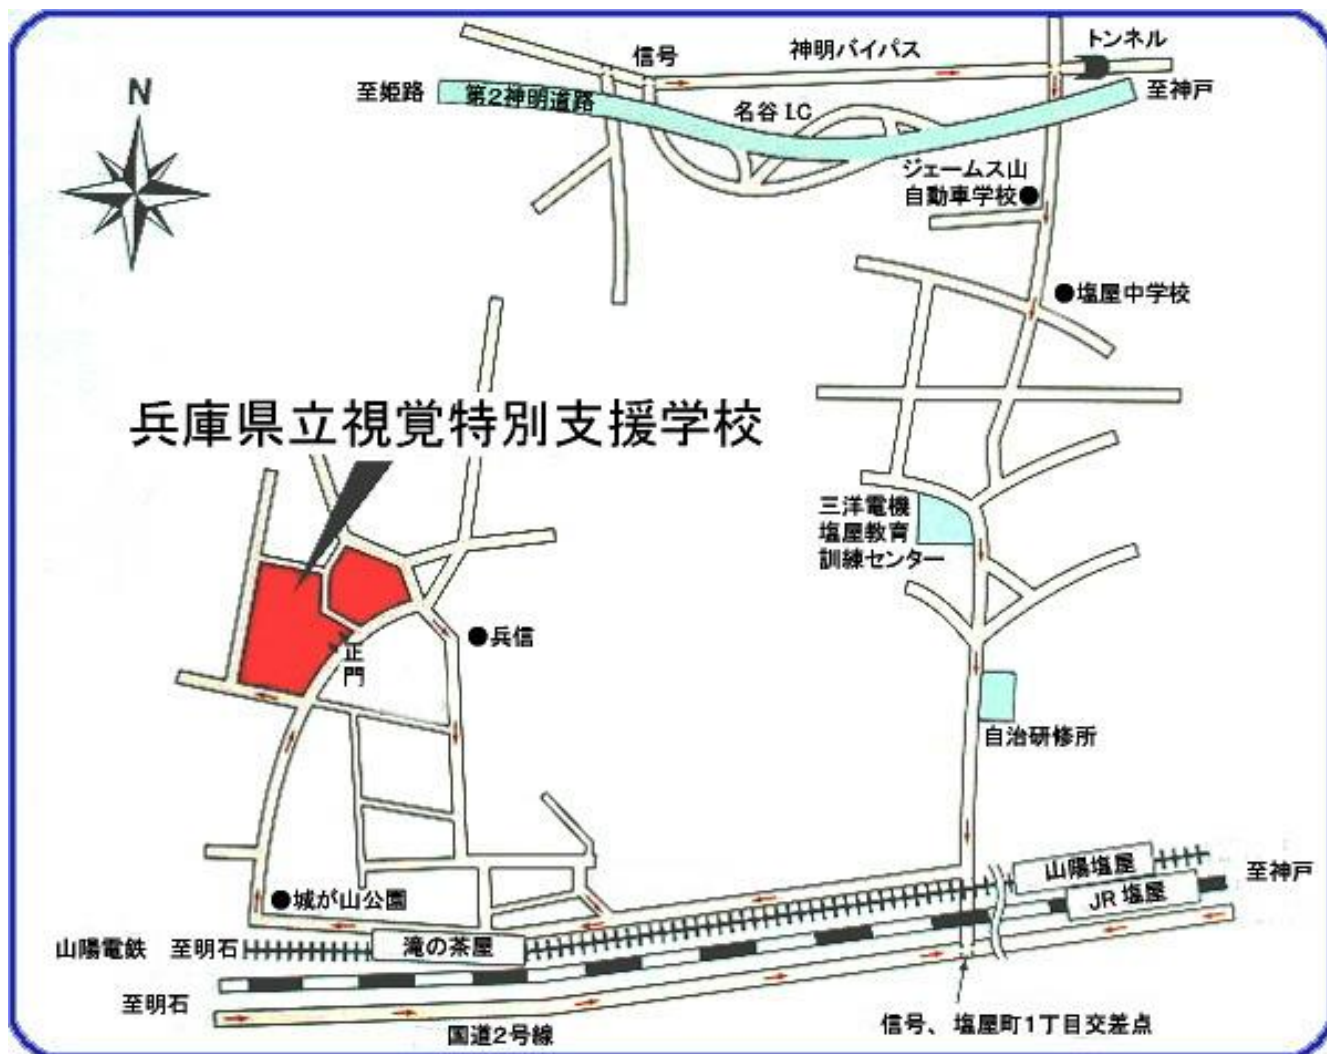 N
信号
神明バイパス
トンネル
至姫路
第2神明道路
名谷 I.C
至神戸
ジェームス山
自動車学校
塩屋中学校
兵庫県立視覚特別支援学校
三洋電機
塩屋教育
訓練センター
兵信
正
門
自治研修所
城が山公園
山陽塩屋
至神戸
JR 塩屋
山陽電鉄 至明石
滝の茶屋
至明石
国道2号線
信号、塩屋町1丁目交差点